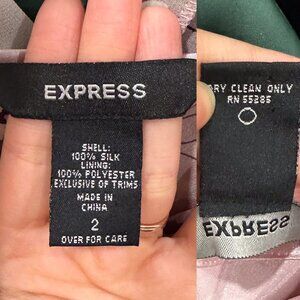 EXPRESS
SHELL:
100% SILK
LINING:
100% POLYESTER
EXCLUSIVE OF TRIMS
MADE IN
CHINA
2
OVER FOR CARE
DRY CLEAN ONLY
RN 55285
EXPRESS